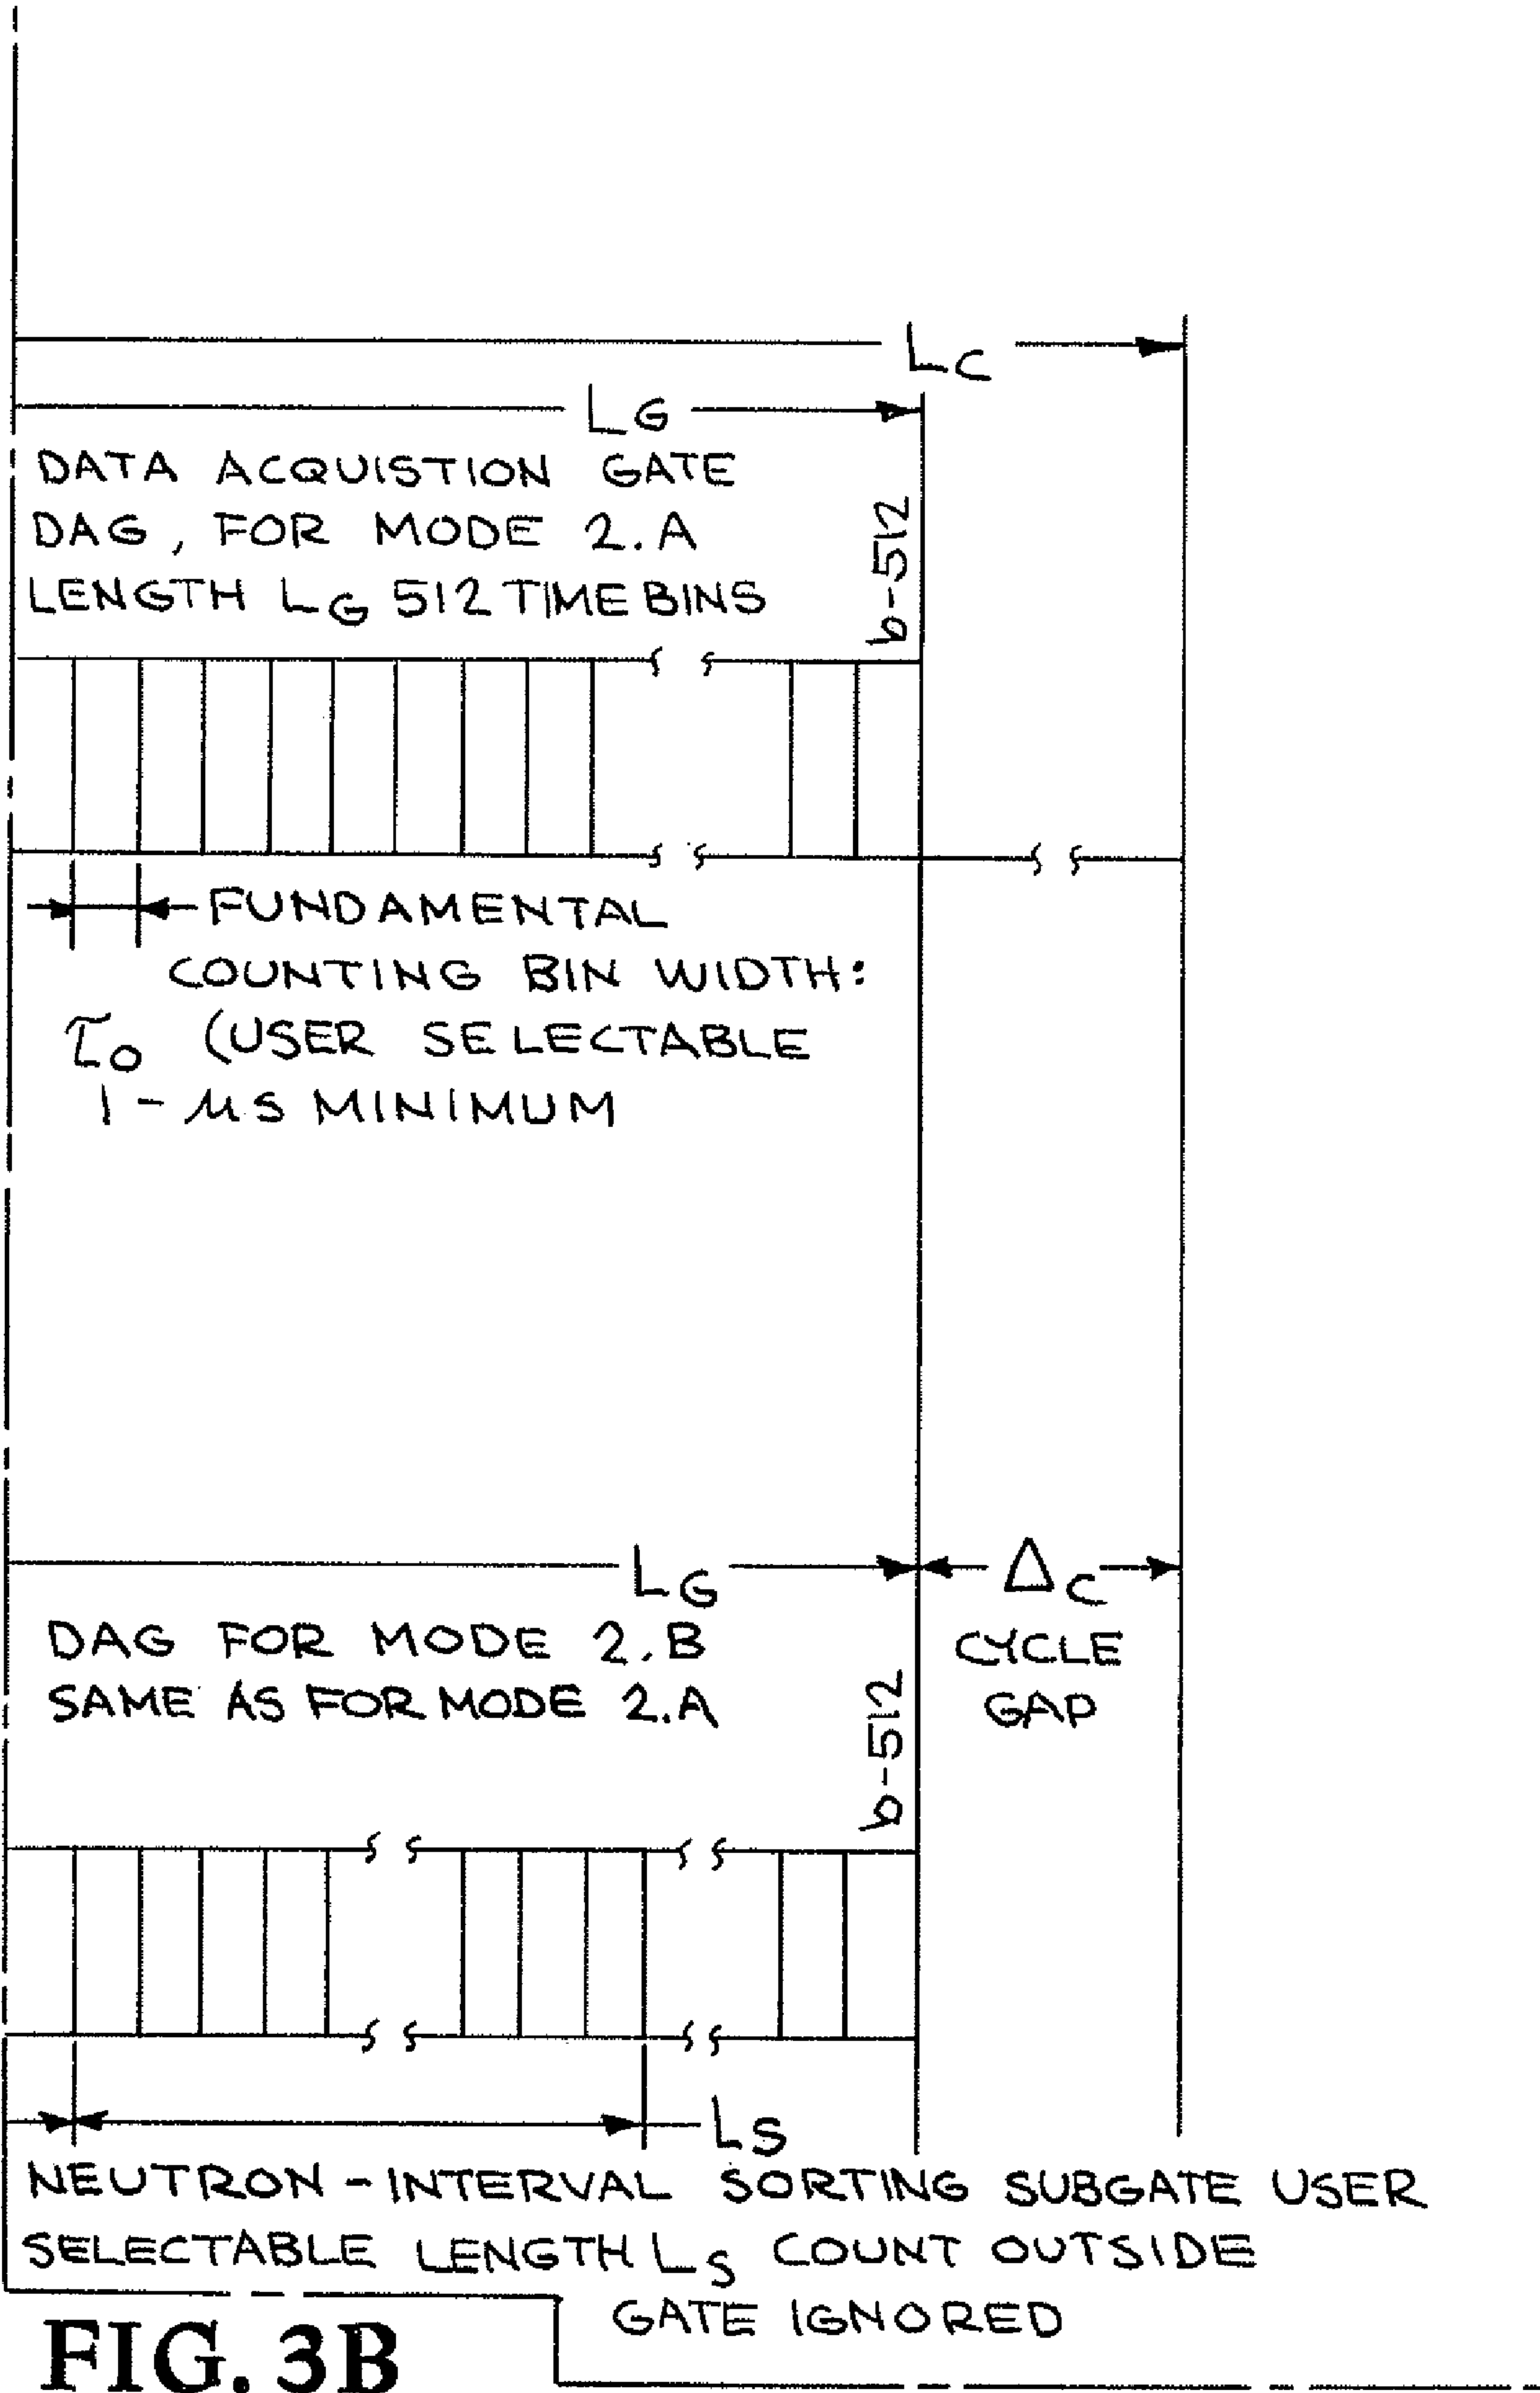 LC
LG
DATA ACQUISTION GATE
DAG, FOR MODE 2.A
LENGTH LG 512 TIME BINS
b-512
FUNDAMENTAL
COUNTING BIN WIDTH:
τo (USER SELECTABLE
1-μs MINIMUM
LG
ΔC
DAG FOR MODE 2.B
SAME AS FOR MODE 2.A
CYCLE
GAP
b-512
LS
NEUTRON-INTERVAL SORTING SUBGATE USER
SELECTABLE LENGTH LS COUNT OUTSIDE
GATE IGNORED
FIG. 3B